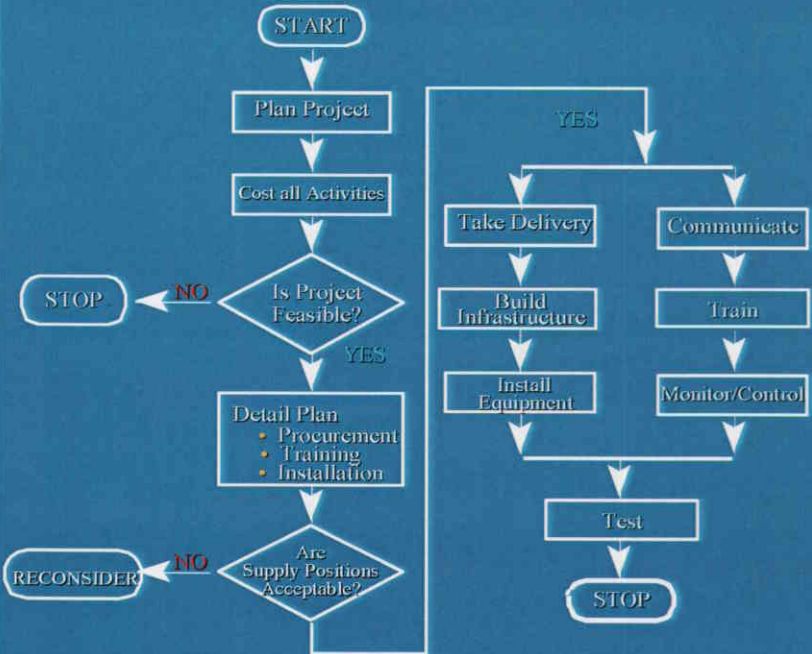 START
Plan Project
Cost all Activities
Is Project
Feasible?
NO
STOP
YES
Detail Plan
• Procurement
• Training
• Installation
Are
Supply Positions
Acceptable?
NO
RECONSIDER
YES
Take Delivery
Build
Infrastructure
Install
Equipment
Communicate
Train
Monitor/Control
Test
STOP